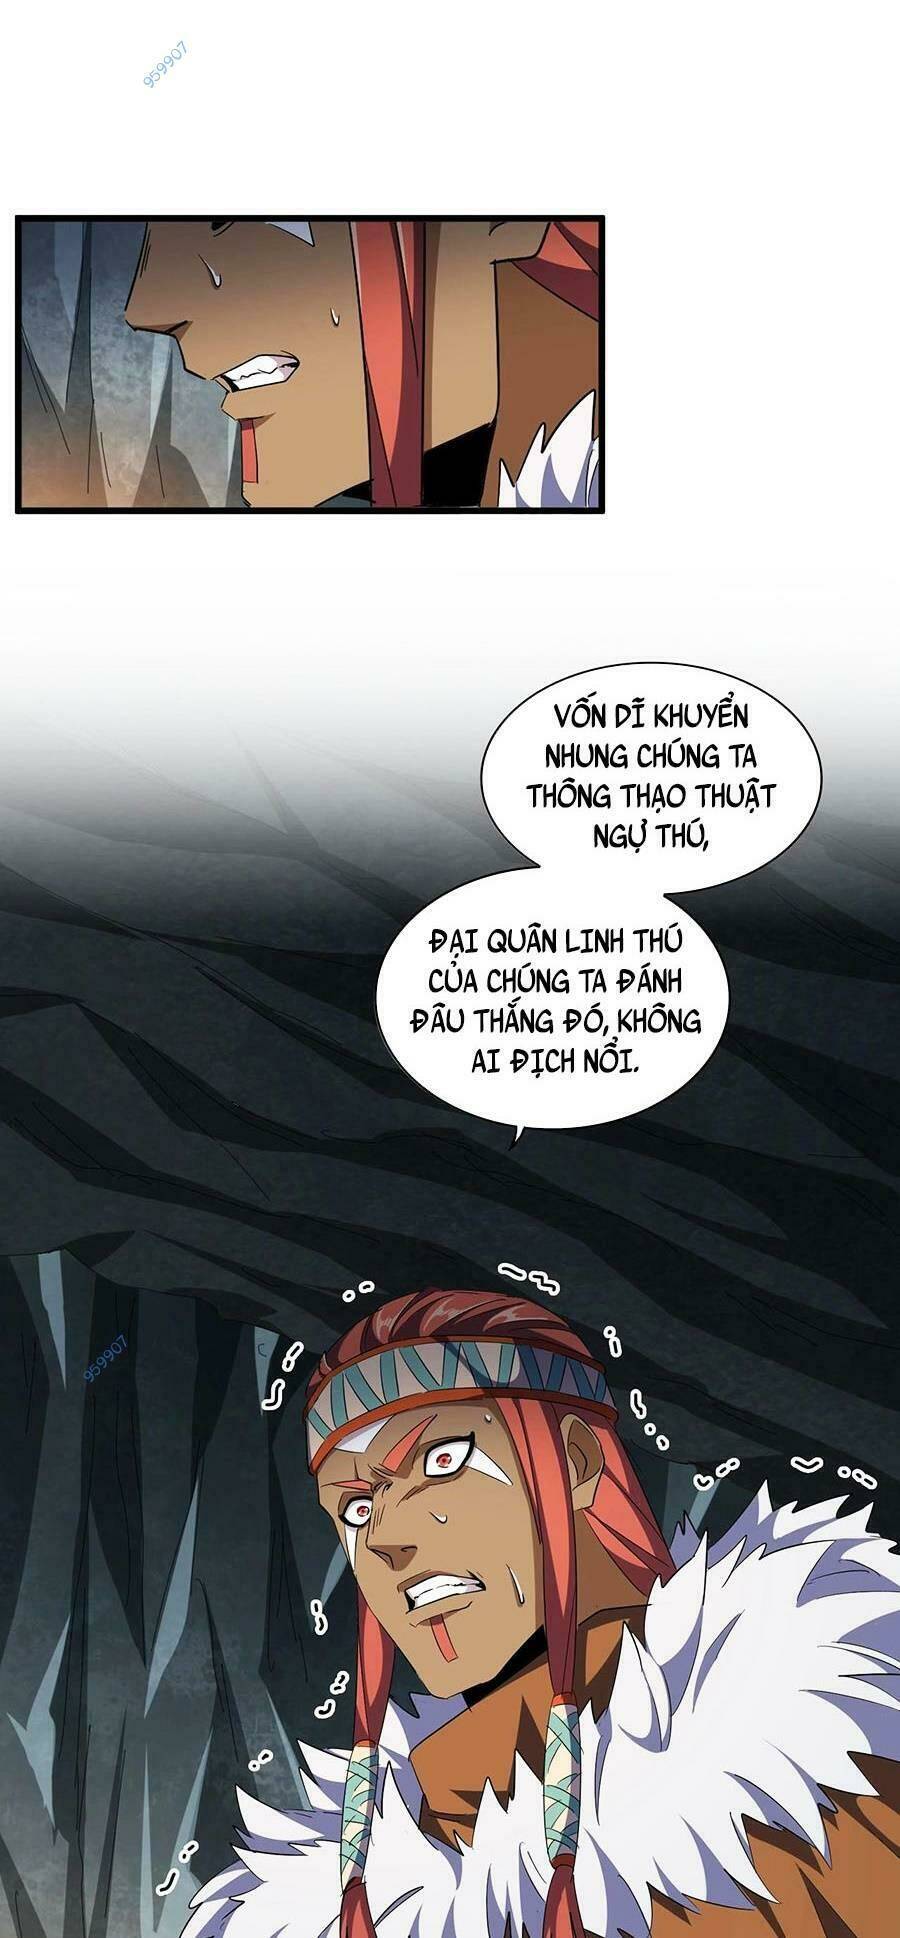 959907
VỐN DĨ KHUYỂN
NHUNG CHÚNG TA
THÔNG THẠO THUẬT
NGỰ THÚ,
ĐẠI QUÂN LINH THÚ
CỦA CHÚNG TA ĐÁNH
ĐÂU THẮNG ĐÓ, KHÔNG
AI ĐỊCH NỔI.
959907